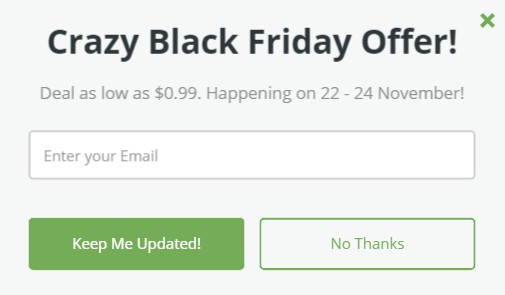 Crazy Black Friday Offer!
Deal as low as $0.99. Happening on 22 - 24 November!
Enter your Email
Keep Me Updated!
No Thanks